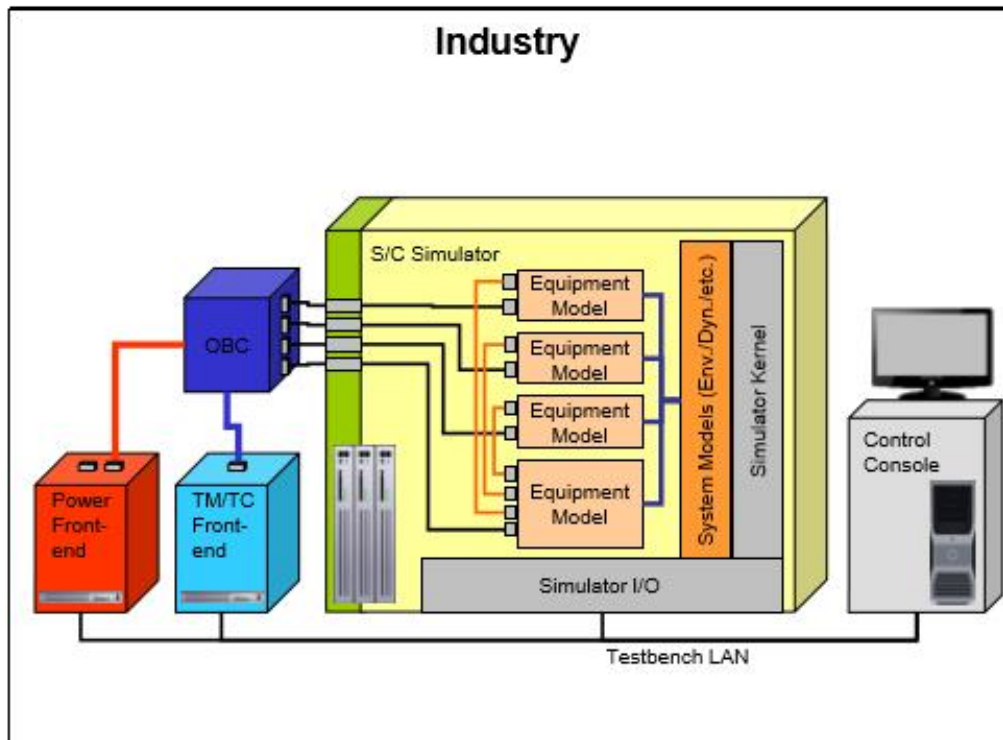 Industry
S/C Simulator
Equipment
Model
Equipment
Model
Equipment
Model
Equipment
Model
System Models (Env./Dyn./etc.)
Simulator Kernel
OBC
Control
Console
Power
Front-
end
TM/TC
Front-
end
Simulator I/O
Testbench LAN